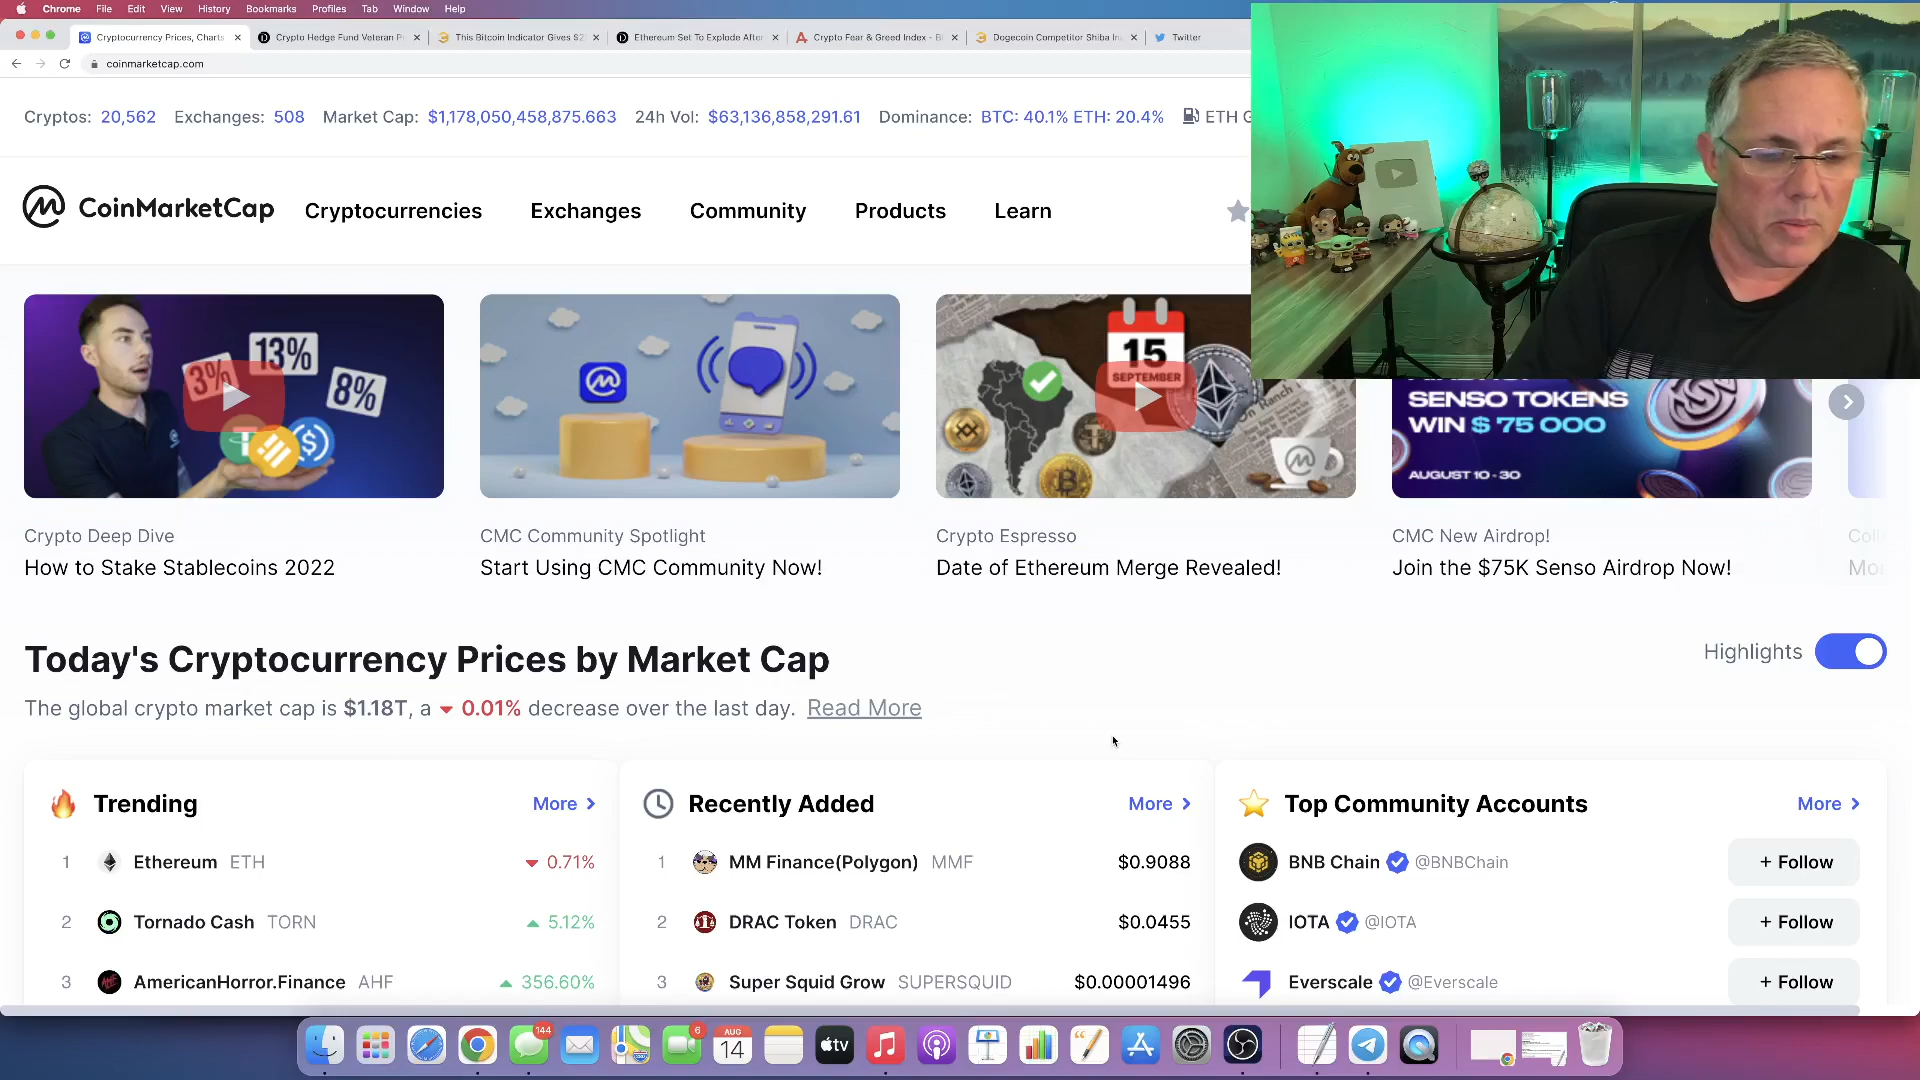 Chrome File Edit View History Bookmarks Profiles Tab Window Help
Cryptocurrency Prices, Charts
Crypto Hedge Fund Veteran P
This Bitcoin Indicator Gives $2
Ethereum Set To Explode After
Crypto Fear & Greed Index - Bi
Dogecoin Competitor Shiba In
Twitter
coinmarketcap.com
Cryptos: 20,562 Exchanges: 508 Market Cap: $1,178,050,458,875.663 24h Vol: $63,136,858,291.61 Dominance: BTC: 40.1% ETH: 20.4% ETH G
CoinMarketCap Cryptocurrencies Exchanges Community Products Learn
3% 13% 8%
15
SEPTEMBER
SENSO TOKENS
WIN $ 75 000
AUGUST 10 - 30
Crypto Deep Dive
How to Stake Stablecoins 2022
CMC Community Spotlight
Start Using CMC Community Now!
Crypto Espresso
Date of Ethereum Merge Revealed!
CMC New Airdrop!
Join the $75K Senso Airdrop Now!
Today's Cryptocurrency Prices by Market Cap
Highlights
The global crypto market cap is $1.18T, a 0.01% decrease over the last day. Read More
Trending More
1 Ethereum ETH 0.71%
2 Tornado Cash TORN 5.12%
3 AmericanHorror.Finance AHF 356.60%
Recently Added More
1 MM Finance(Polygon) MMF $0.9088
2 DRAC Token DRAC $0.0455
3 Super Squid Grow SUPERSQUID $0.00001496
Top Community Accounts More
BNB Chain @BNBChain + Follow
IOTA @IOTA + Follow
Everscale @Everscale + Follow
144
6
AUG
14
tv